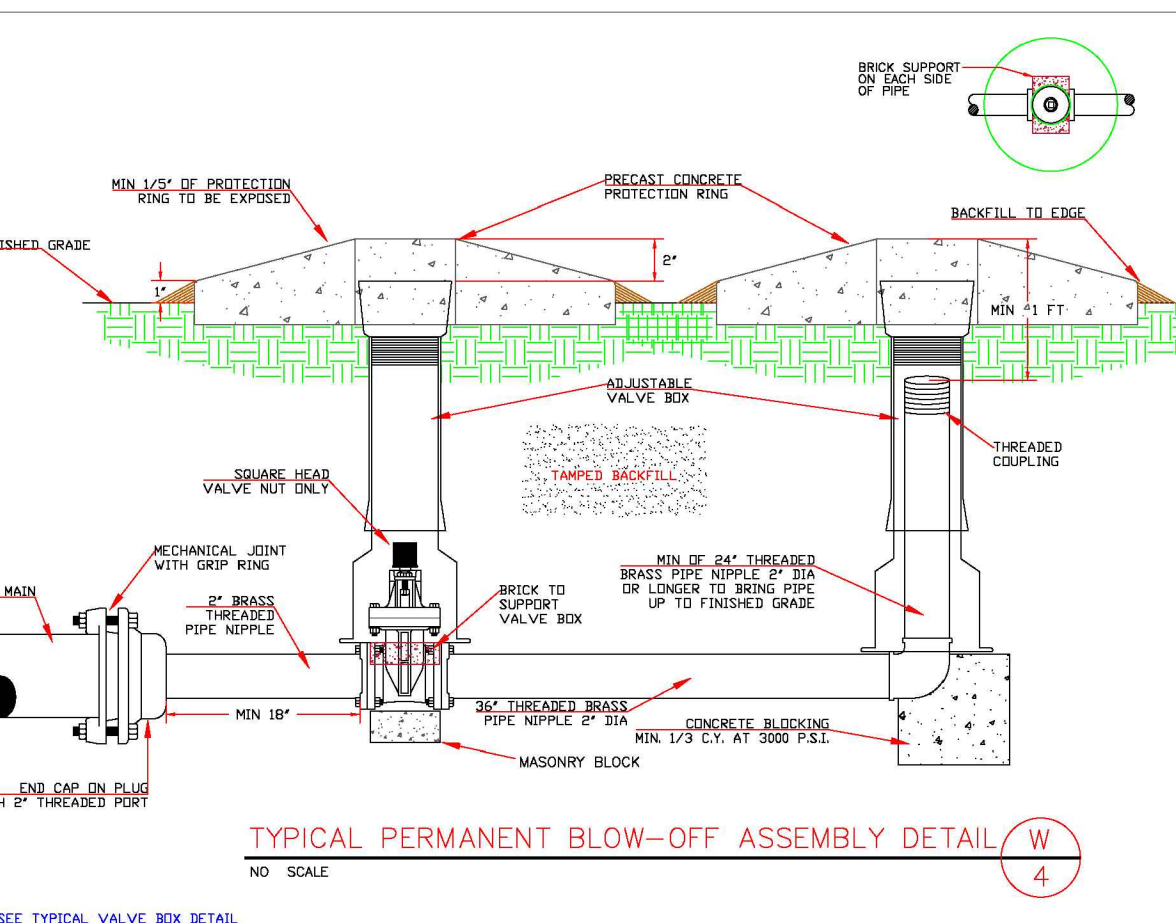 BRICK SUPPORT
ON EACH SIDE
OF PIPE
MIN 1/5" OF PROTECTION
RING TO BE EXPOSED
PRECAST CONCRETE
PROTECTION RING
BACKFILL TO EDGE
ISHED GRADE
2"
1"
MIN 1 FT
ADJUSTABLE
VALVE BOX
THREADED
COUPLING
TAMPED BACKFILL
SQUARE HEAD
VALVE NUT ONLY
MECHANICAL JOINT
WITH GRIP RING
MIN OF 24" THREADED
BRASS PIPE NIPPLE 2" DIA
OR LONGER TO BRING PIPE
UP TO FINISHED GRADE
MAIN
2" BRASS
THREADED
PIPE NIPPLE
BRICK TO
SUPPORT
VALVE BOX
MIN 18"
36" THREADED BRASS
PIPE NIPPLE 2" DIA
CONCRETE BLOCKING
MIN. 1/3 C.Y. AT 3000 P.S.I.
MASONRY BLOCK
END CAP ON PLUG
H 2" THREADED PORT
TYPICAL PERMANENT BLOW-OFF ASSEMBLY DETAIL
W
4
NO SCALE
SEE TYPICAL VALVE BOX DETAIL